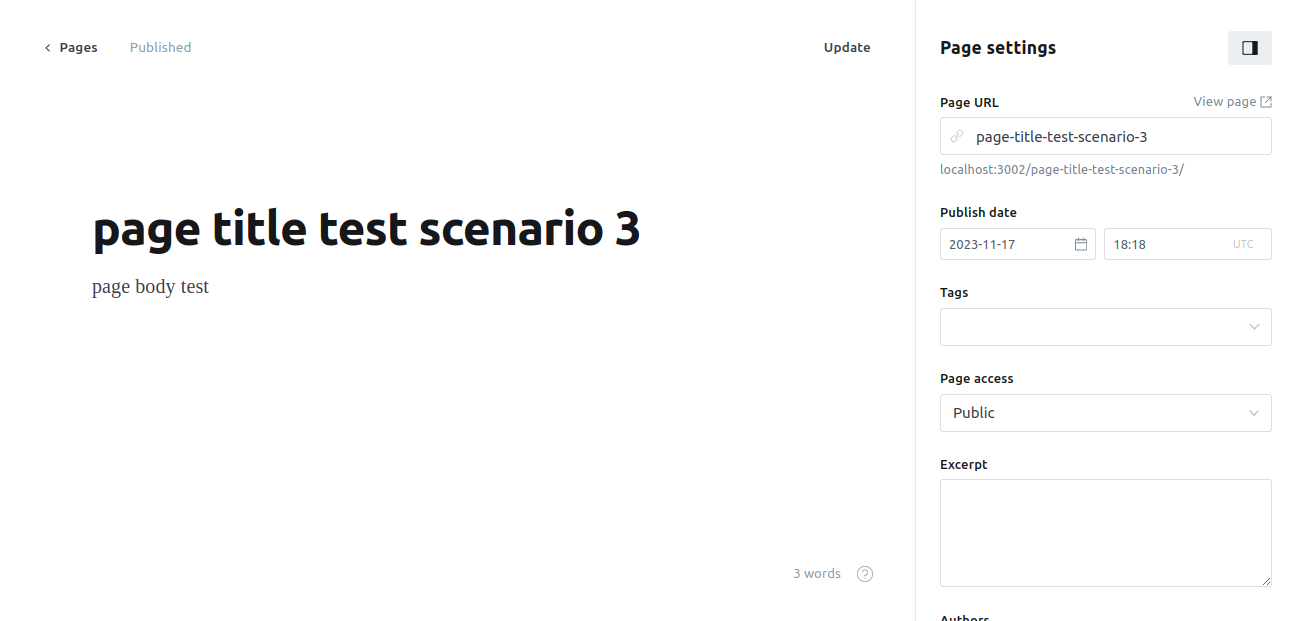 Pages Published Update
page title test scenario 3
page body test
3 words
Page settings
Page URL View page
page-title-test-scenario-3
localhost:3002/page-title-test-scenario-3/
Publish date
2023-11-17 18:18 UTC
Tags
Page access
Public
Excerpt
Authors